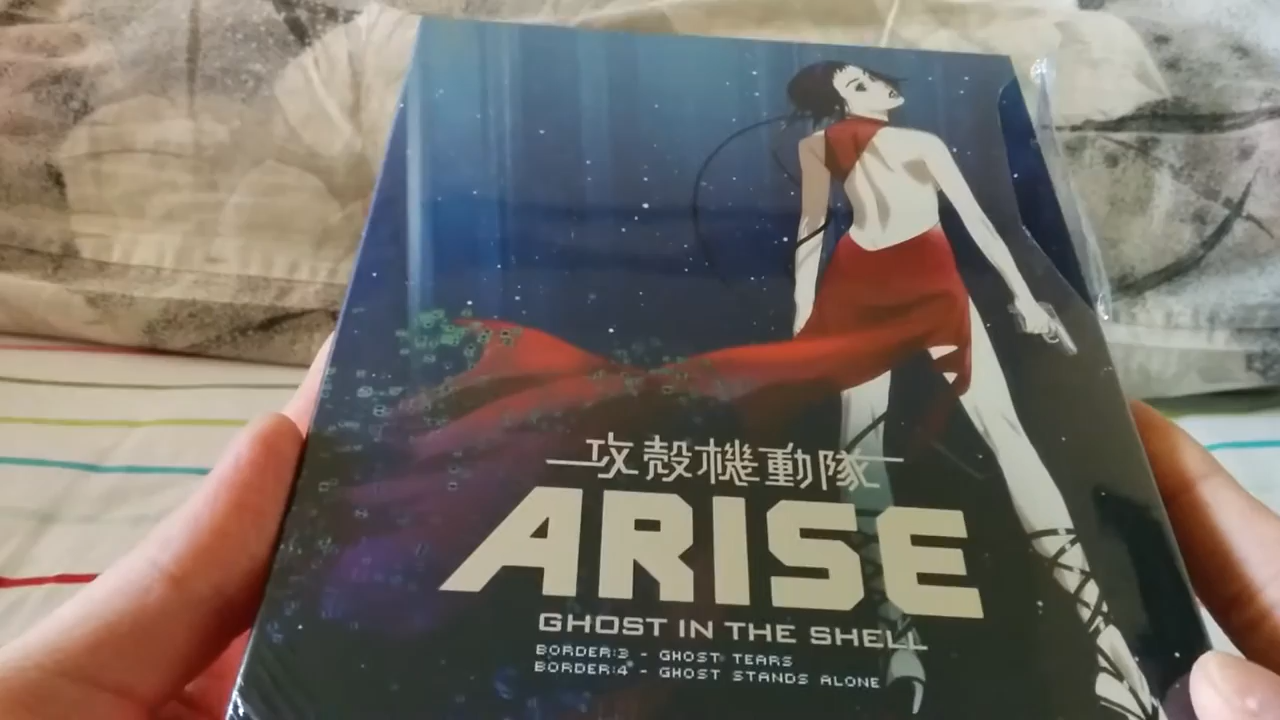 攻殻機動隊
ARISE
GHOST IN THE SHELL
BORDER:3 - GHOST TEARS
BORDER:4 - GHOST STANDS ALONE